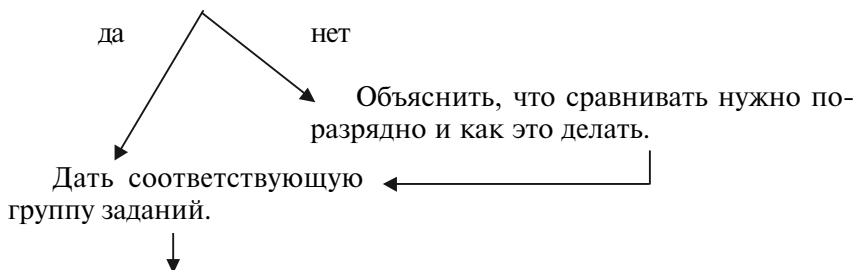 да нет
Объяснить, что сравнивать нужно по-
разрядно и как это делать.
Дать соответствующую
группу заданий.